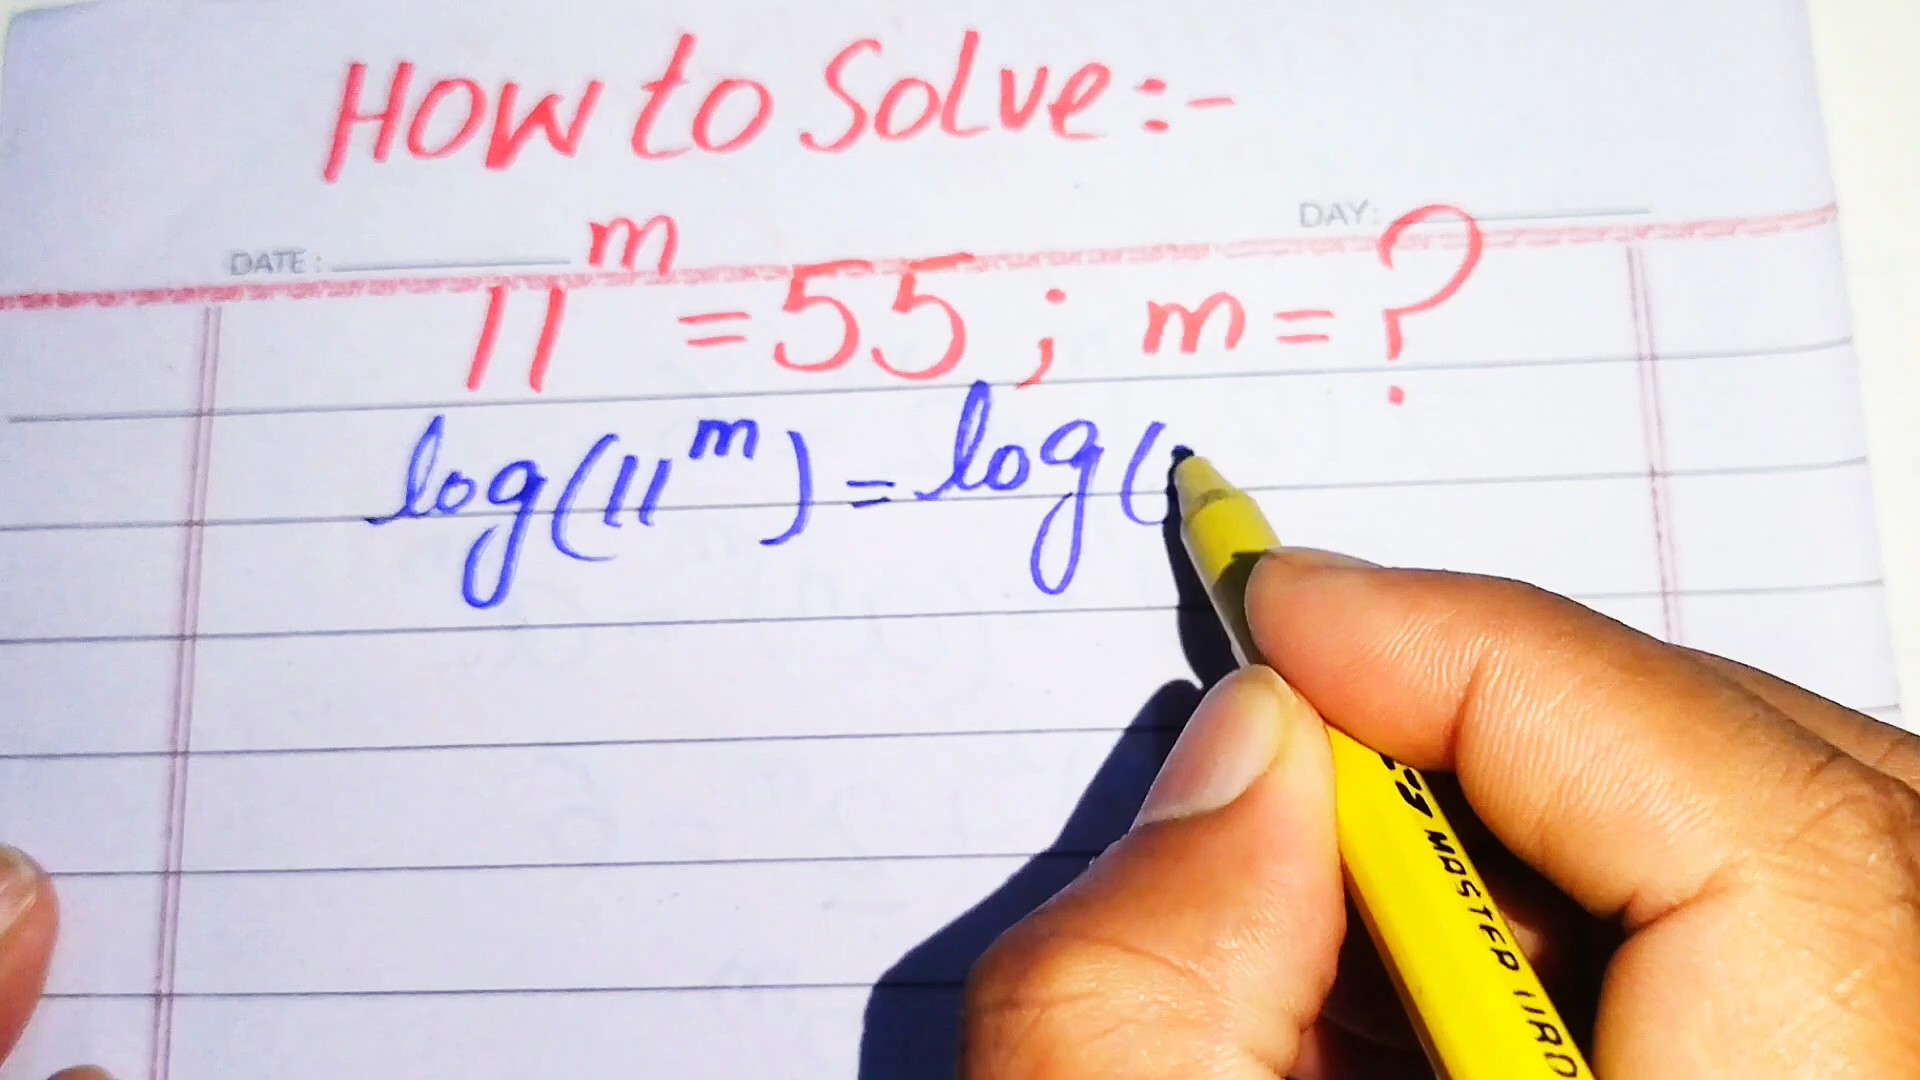 How to Solve:-
DATE: DAY:
11^m = 55 ; m = ?
log(11^m) = log(
MASTER